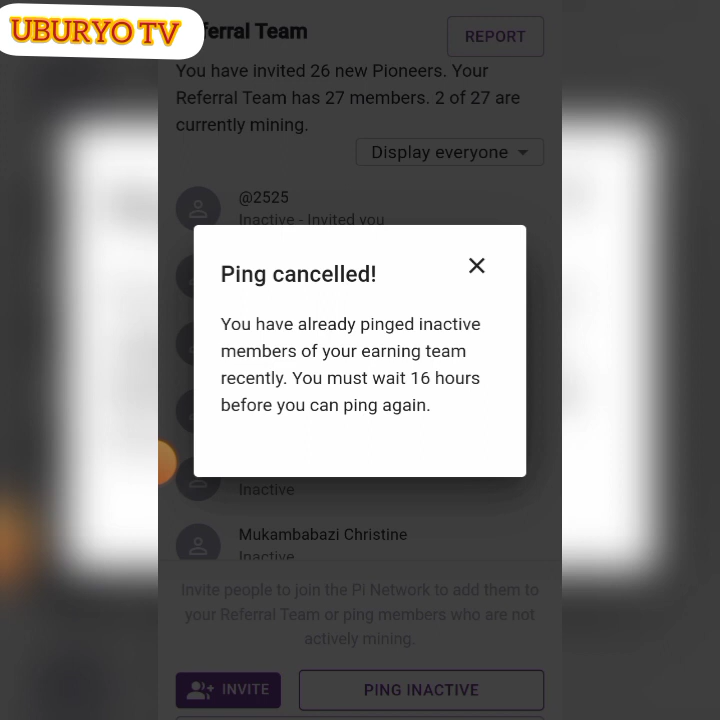 UBURYO TV
ferral Team
REPORT
You have invited 26 new Pioneers. Your
Referral Team has 27 members. 2 of 27 are
currently mining.
Display everyone
@2525
Inactive - Invited you
Ping cancelled!
You have already pinged inactive
members of your earning team
recently. You must wait 16 hours
before you can ping again.
Inactive
Mukambabazi Christine
Inactive
Invite people to join the Pi Network to add them to
your Referral Team or ping members who are not
actively mining.
INVITE
PING INACTIVE